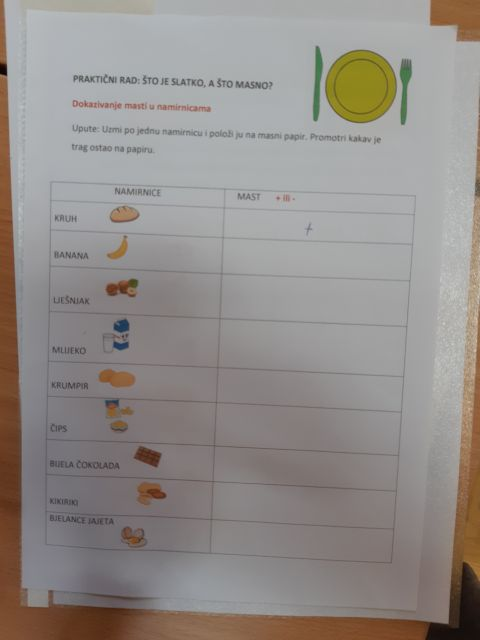 PRAKTIČNI RAD: ŠTO JE SLATKO, A ŠTO MASNO?
Dokazivanje masti u namirnicama
Upute: Uzmi po jednu namirnicu i položi ju na masni papir. Promotri kakav je
trag ostao na papiru.
NAMIRNICE MAST + ili -
KRUH +
BANANA
LJEŠNJAK
MLIJEKO
KRUMPIR
ČIPS
BIJELA ČOKOLADA
KIKIRIKI
BJELANCE JAJETA